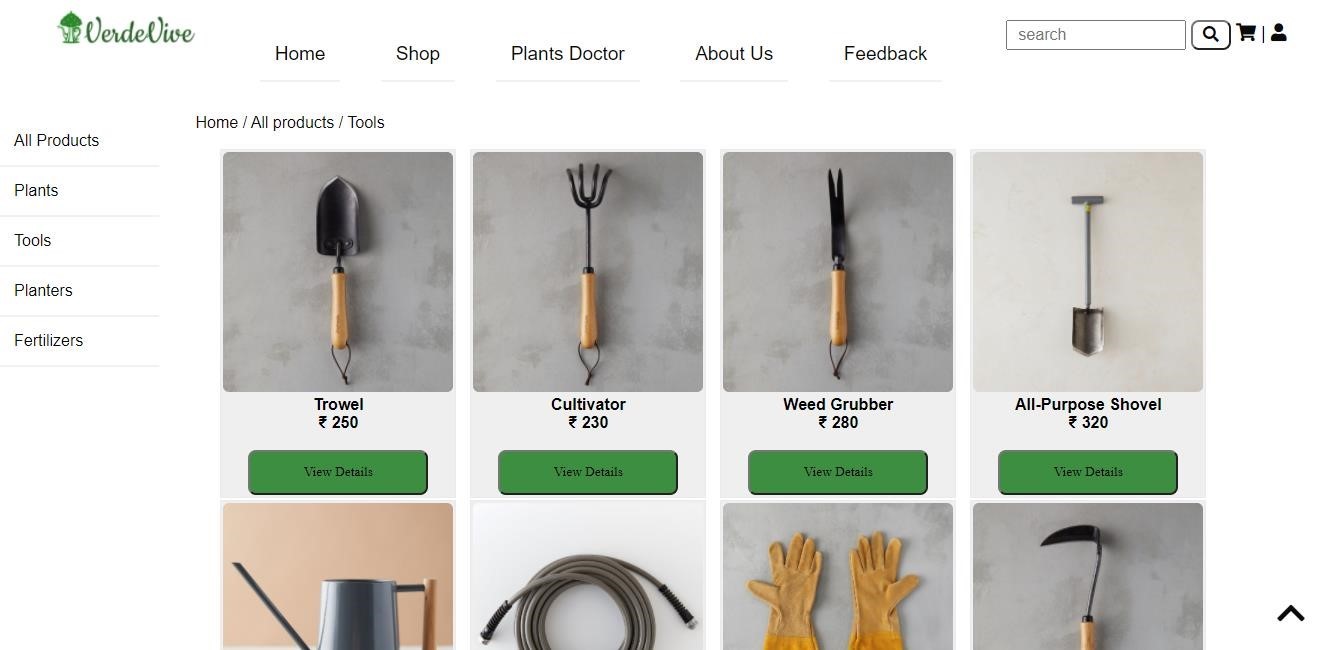 VerdeVive
Home
Shop
Plants Doctor
About Us
Feedback
search
|
Home / All products / Tools
All Products
Plants
Tools
Planters
Fertilizers
Trowel
₹ 250
View Details
Cultivator
₹ 230
View Details
Weed Grubber
₹ 280
View Details
All-Purpose Shovel
₹ 320
View Details